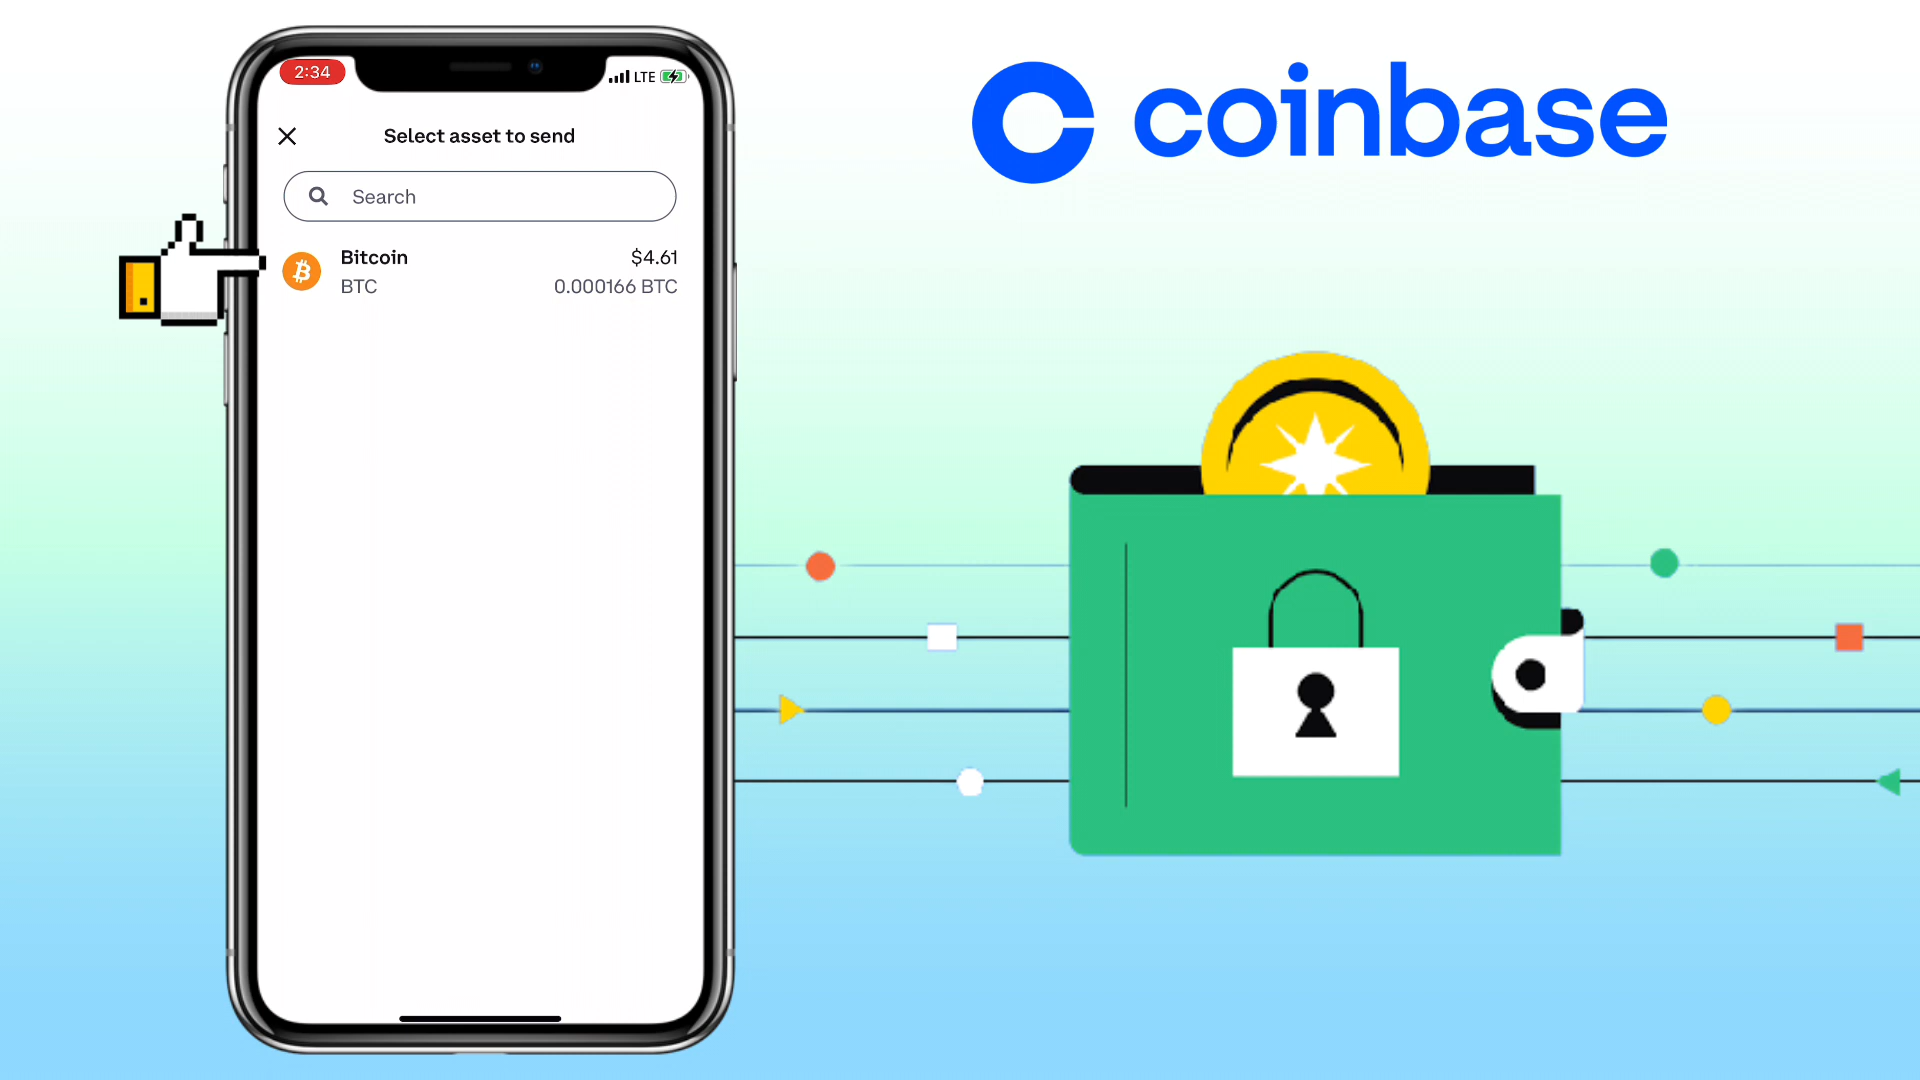 2:34
LTE
Select asset to send
Search
Bitcoin
$4.61
BTC
0.000166 BTC
coinbase